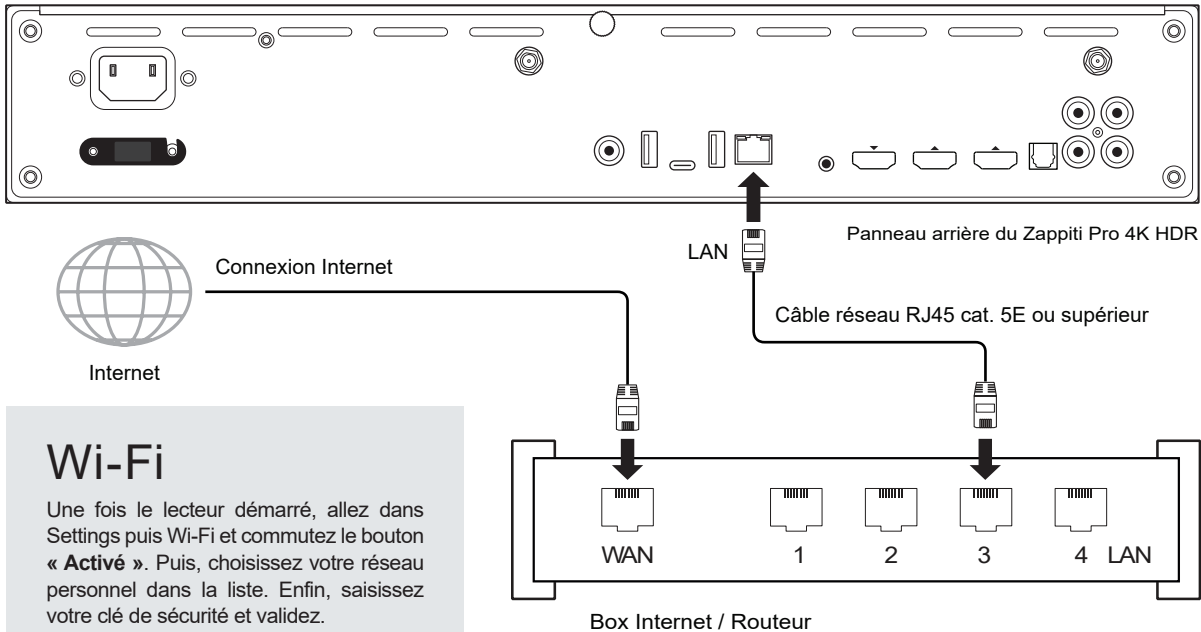 Panneau arrière du Zappiti Pro 4K HDR
LAN
Connexion Internet
Câble réseau RJ45 cat. 5E ou supérieur
Internet
Wi-Fi
Une fois le lecteur démarré, allez dans
Settings puis Wi-Fi et commutez le bouton
« Activé ». Puis, choisissez votre réseau
personnel dans la liste. Enfin, saisissez
votre clé de sécurité et validez.
WAN 1 2 3 4 LAN
Box Internet / Routeur